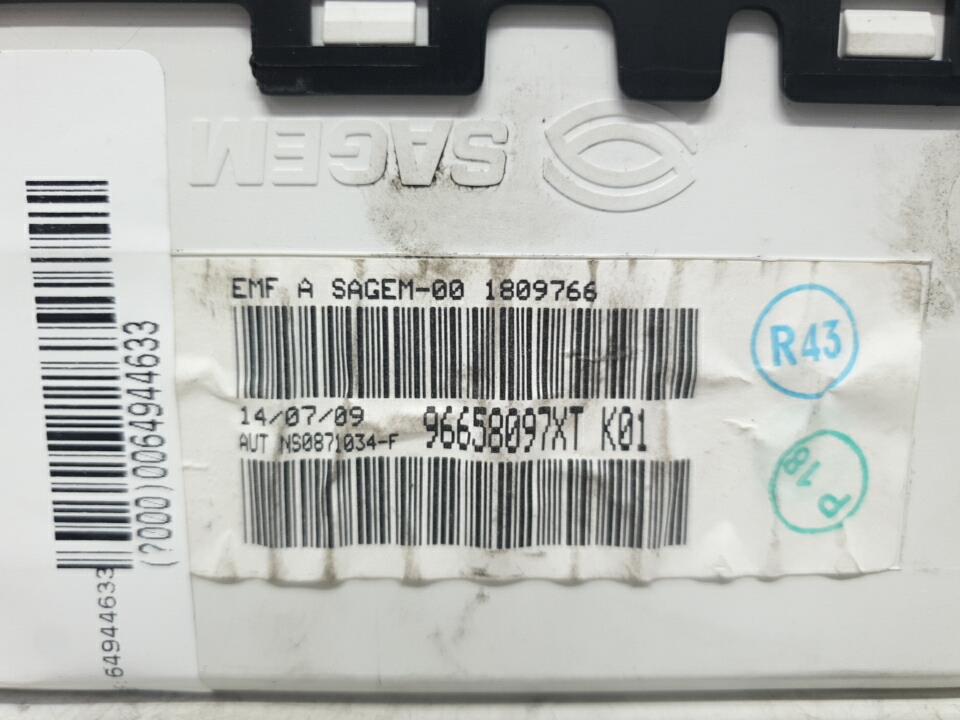 SAGEM
EMF A SAGEM-00 1809766
14/07/09
AUT NS0871034-F
96658097XT K01
R43
P 18
(?000)0064944633
64944633